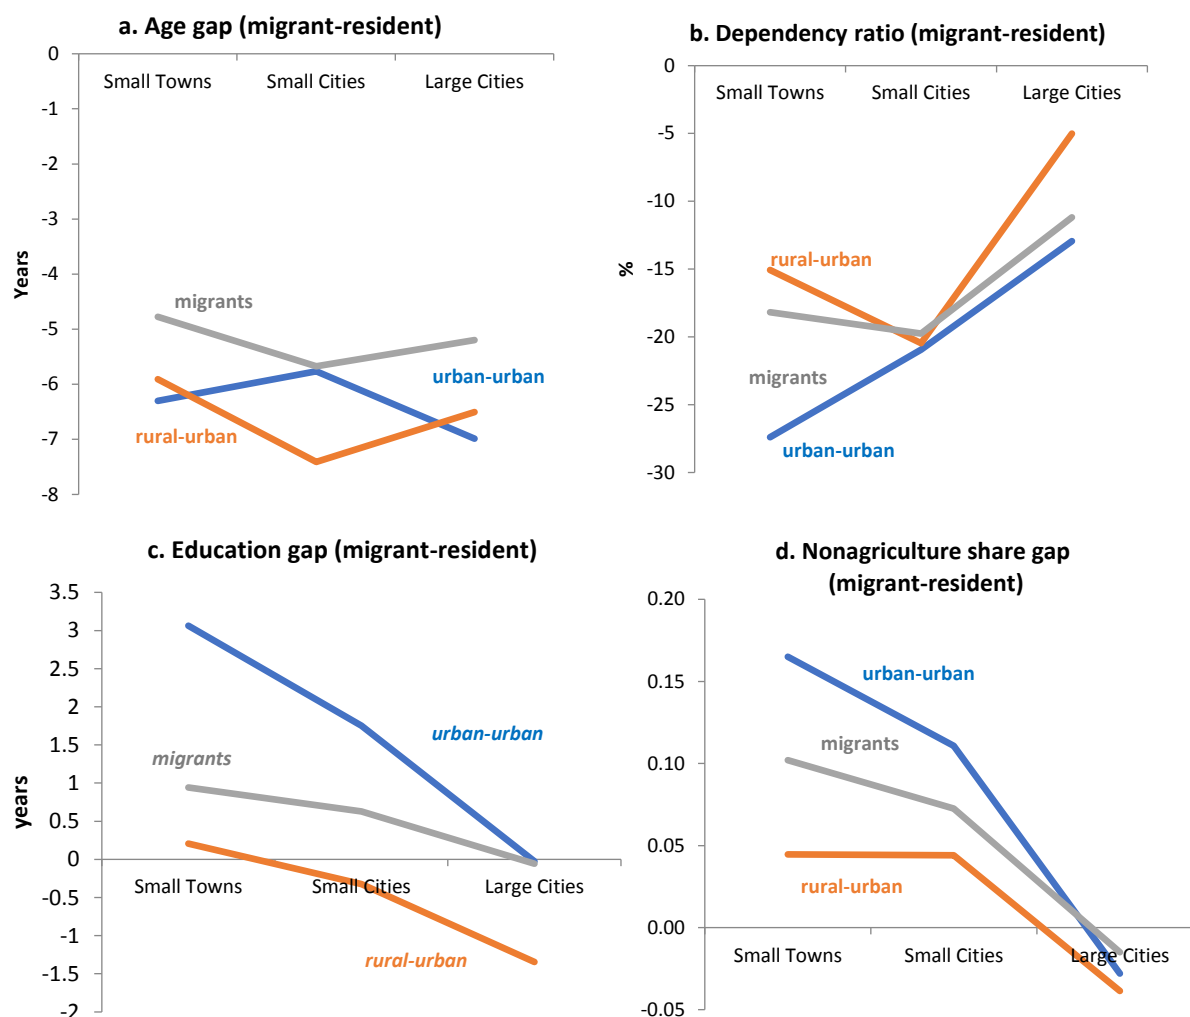 a. Age gap (migrant-resident)
0
-1
-2
-3
-4
-5
-6
-7
-8
Years
Small Towns
Small Cities
Large Cities
migrants
urban-urban
rural-urban
b. Dependency ratio (migrant-resident)
0
-5
-10
-15
-20
-25
-30
%
Small Towns
Small Cities
Large Cities
rural-urban
migrants
urban-urban
c. Education gap (migrant-resident)
3.5
3
2.5
2
1.5
1
0.5
0
-0.5
-1
-1.5
-2
years
urban-urban
migrants
Small Towns
Small Cities
Large Cities
rural-urban
d. Nonagriculture share gap
(migrant-resident)
0.20
0.15
0.10
0.05
0.00
-0.05
urban-urban
migrants
rural-urban
Small Towns
Small Cities
Large Cities